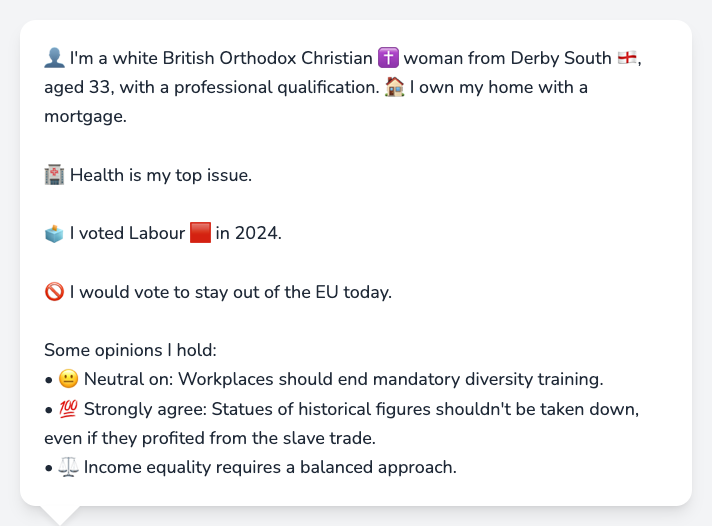 👤 I'm a white British Orthodox Christian ✝️ woman from Derby South 🏴󠁧󠁢󠁥󠁮󠁧󠁿,
aged 33, with a professional qualification. 🏠 I own my home with a
mortgage.
🏥 Health is my top issue.
🗳️ I voted Labour 🟥 in 2024.
🚫 I would vote to stay out of the EU today.
Some opinions I hold:
• 😐 Neutral on: Workplaces should end mandatory diversity training.
• 💯 Strongly agree: Statues of historical figures shouldn't be taken down,
even if they profited from the slave trade.
• ⚖️ Income equality requires a balanced approach.